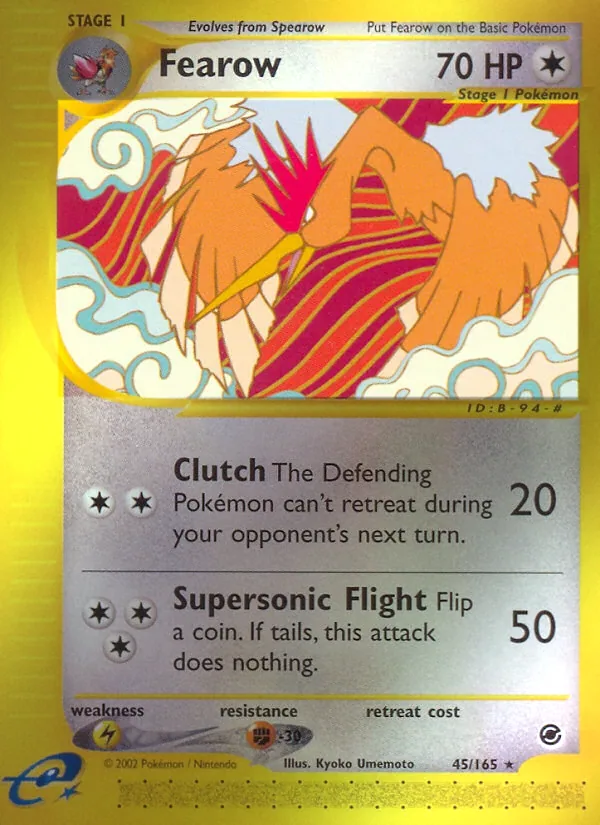 STAGE 1
Evolves from Spearow
Put Fearow on the Basic Pokémon
Fearow
70 HP
Stage 1 Pokémon
ID:B-94-#
Clutch The Defending
Pokémon can't retreat during
your opponent's next turn.
20
Supersonic Flight Flip
a coin. If tails, this attack
does nothing.
50
weakness
resistance
retreat cost
-30
© 2002 Pokémon / Nintendo
Illus. Kyoko Umemoto
45/165 ★
e